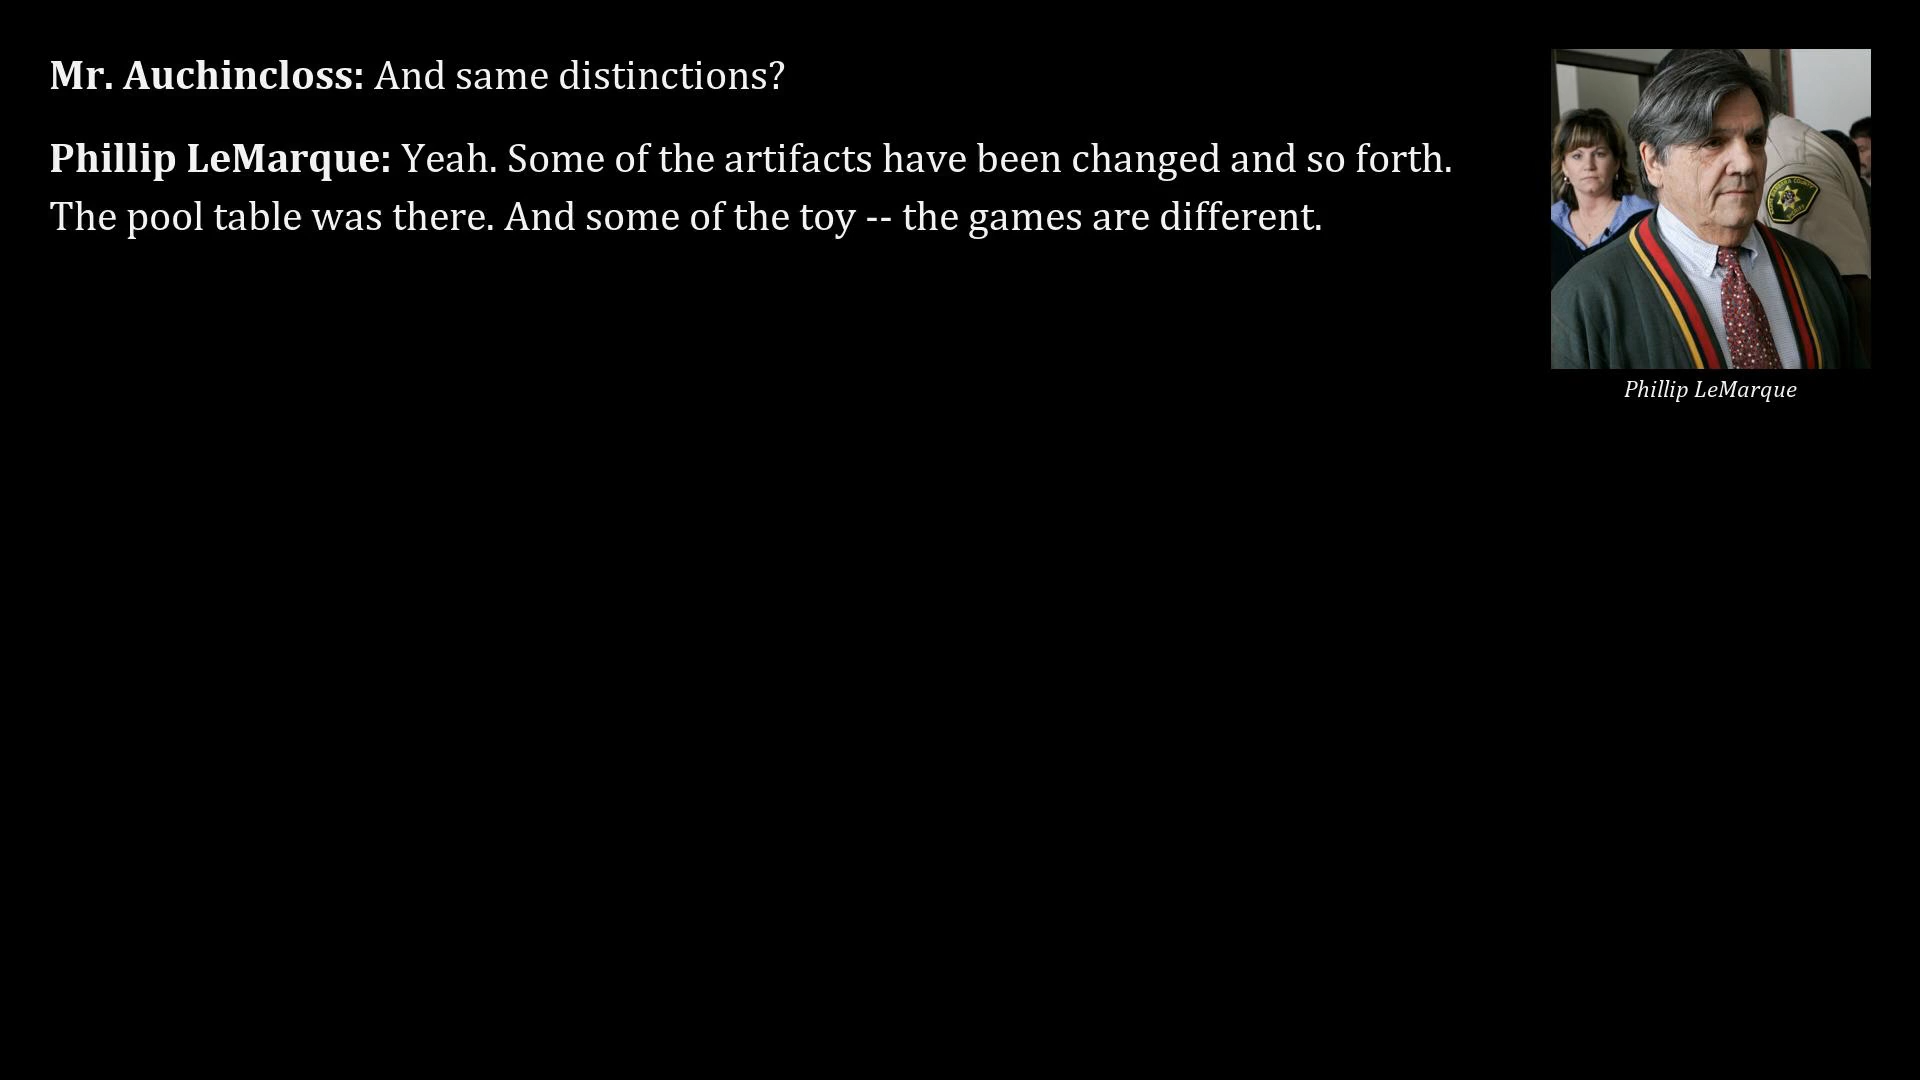 Mr. Auchincloss: And same distinctions?
Phillip LeMarque: Yeah. Some of the artifacts have been changed and so forth.
The pool table was there. And some of the toy -- the games are different.
Phillip LeMarque